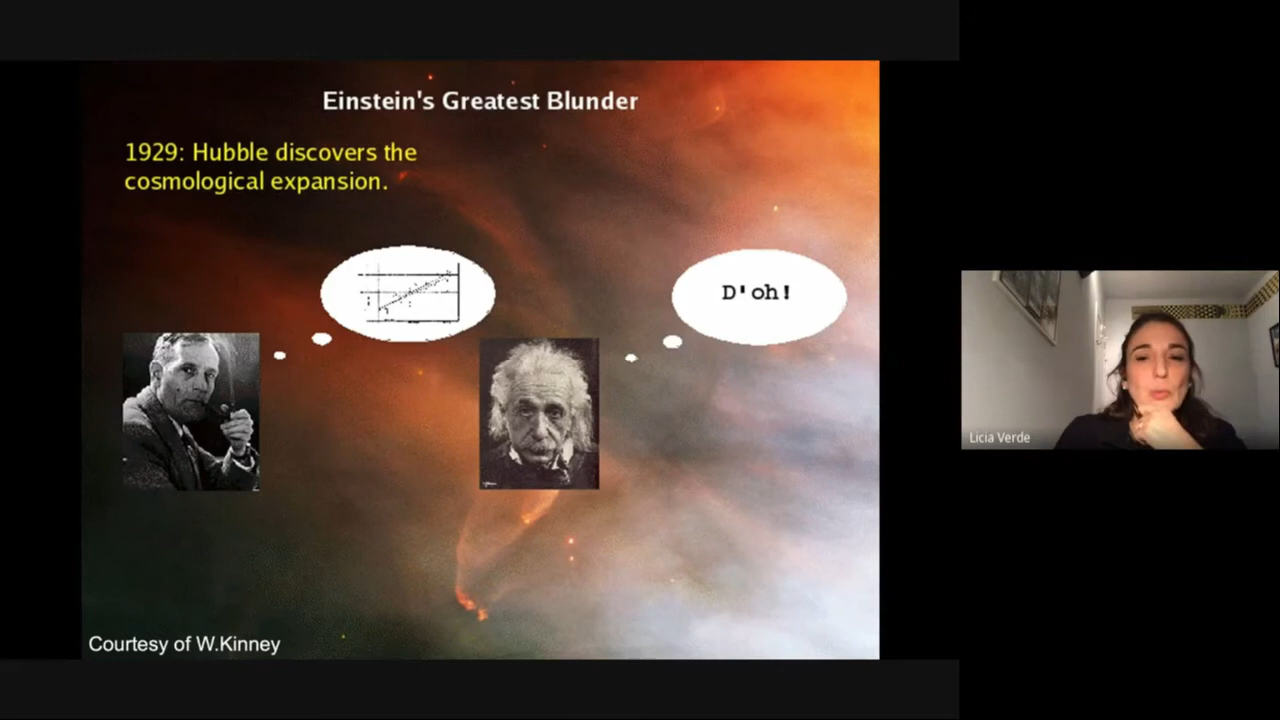 Einstein's Greatest Blunder
1929: Hubble discovers the
cosmological expansion.
D'oh!
Licia Verde
Courtesy of W.Kinney